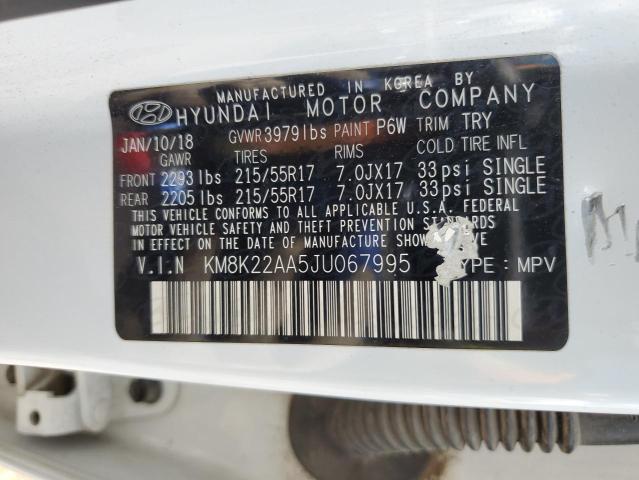 MANUFACTURED IN KOREA BY
HYUNDAI MOTOR COMPANY
JAN/10/18 GVWR 3979lbs PAINT P6W TRIM TRY
GAWR TIRES RIMS COLD TIRE INFL
FRONT 2293lbs 215/55R17 7.0JX17 33psi SINGLE
REAR 2205lbs 215/55R17 7.0JX17 33psi SINGLE
THIS VEHICLE CONFORMS TO ALL APPLICABLE U.S.A. FEDERAL
MOTOR VEHICLE SAFETY AND THEFT PREVENTION STANDARDS
IN EFFECT ON THE DATE OF MANUFACTURE SHOWN
V.I.N KM8K22AA5JU067995 TYPE : MPV